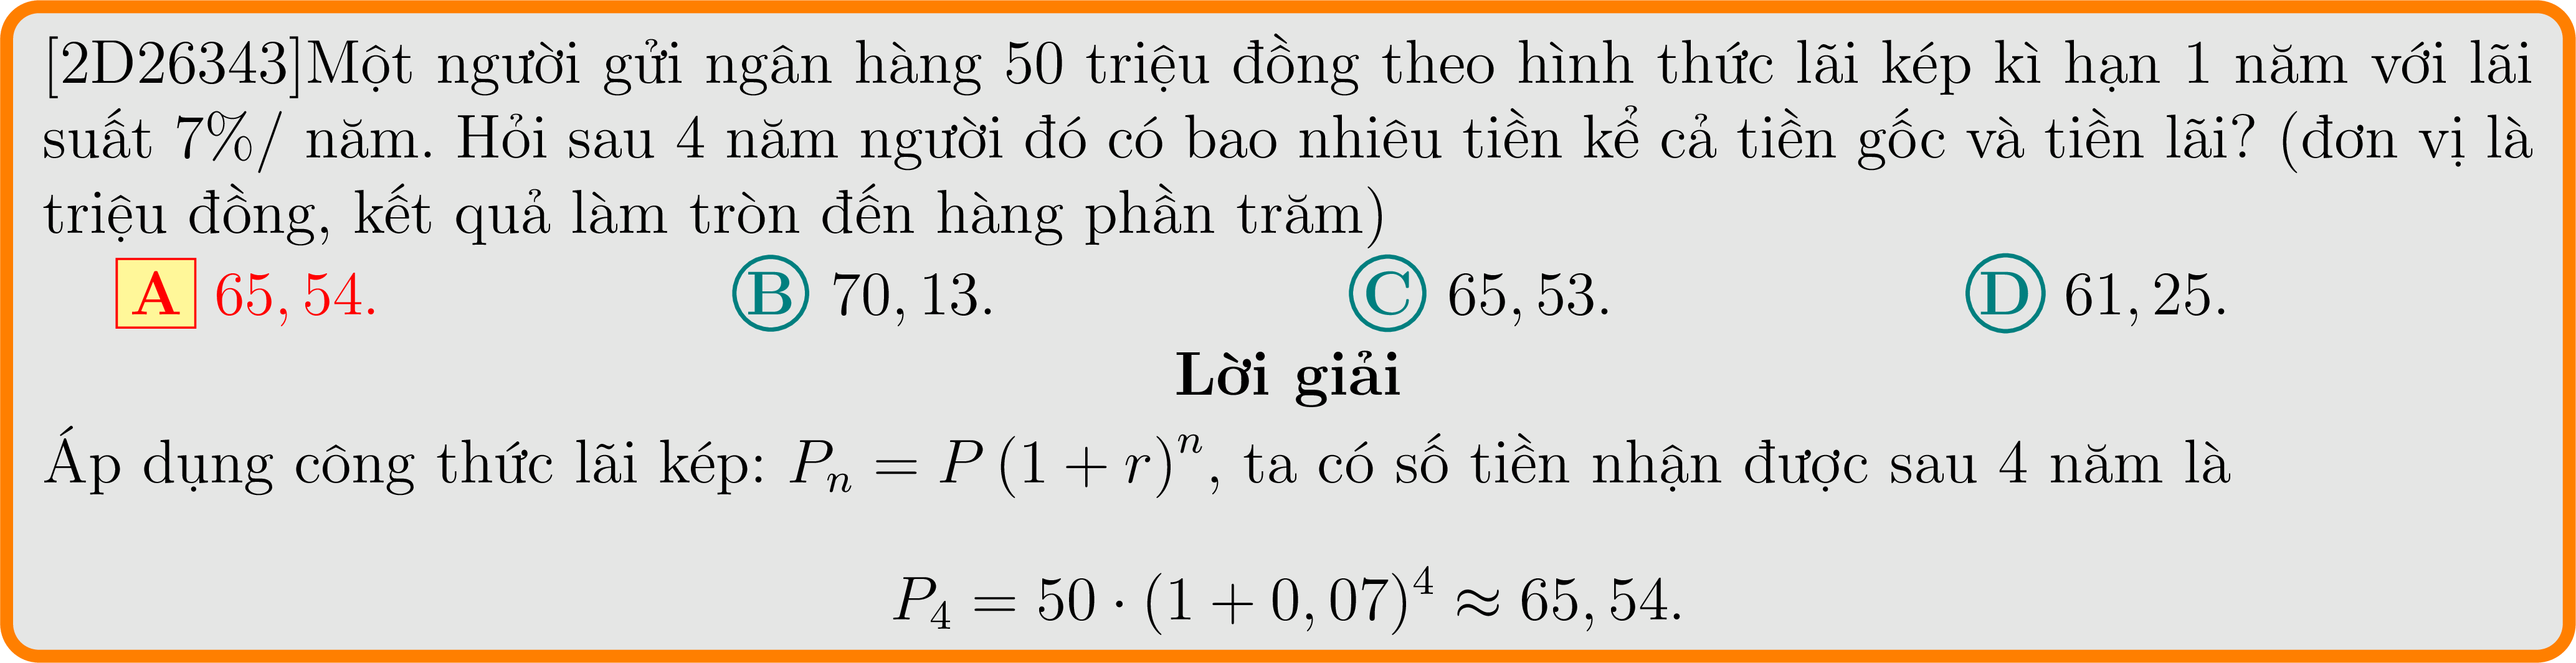 [2D26343]Một người gửi ngân hàng 50 triệu đồng theo hình thức lãi kép kì hạn 1 năm với lãi
suất 7%/ năm. Hỏi sau 4 năm người đó có bao nhiêu tiền kể cả tiền gốc và tiền lãi? (đơn vị là
triệu đồng, kết quả làm tròn đến hàng phần trăm)
A 65, 54. B 70, 13. C 65, 53. D 61, 25.
Lời giải
Áp dụng công thức lãi kép: Pₙ = P (1 + r)ⁿ, ta có số tiền nhận được sau 4 năm là
P₄ = 50 · (1 + 0, 07)⁴ ≈ 65, 54.